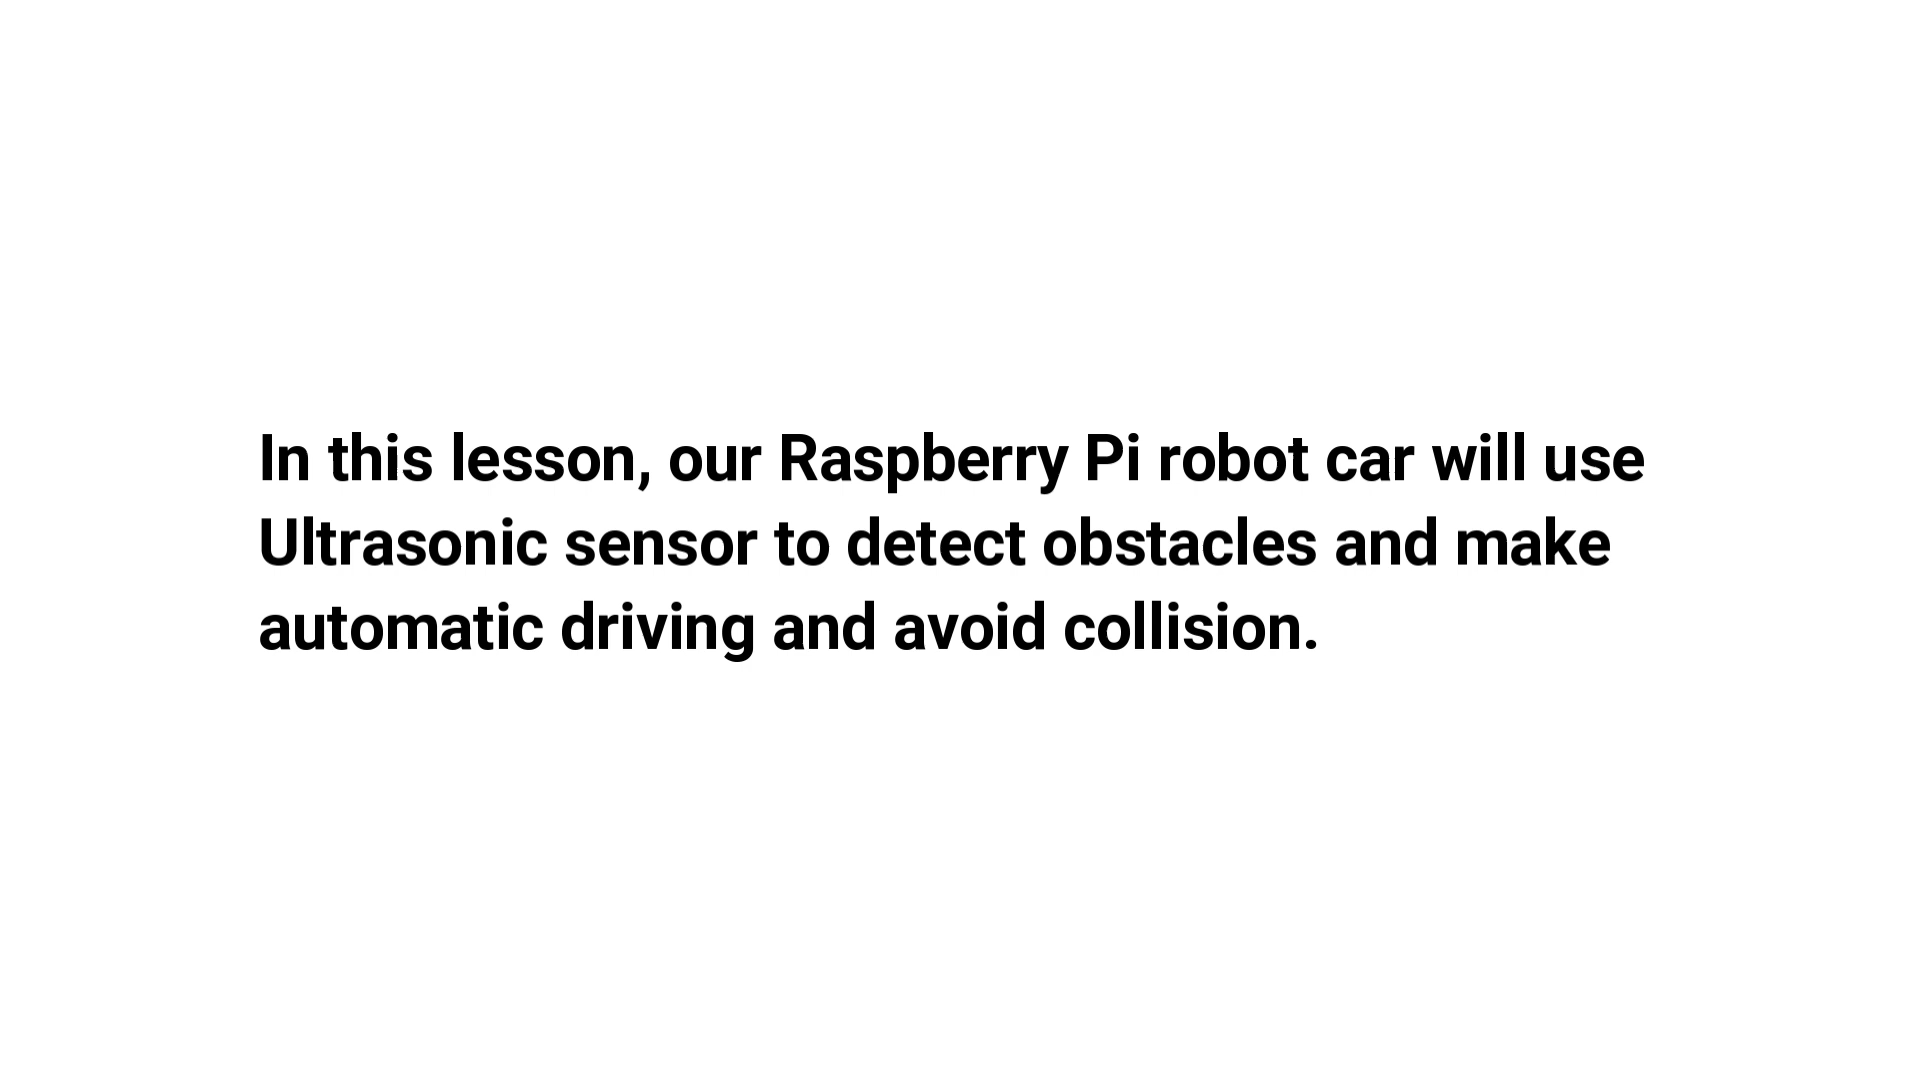 In this lesson, our Raspberry Pi robot car will use
Ultrasonic sensor to detect obstacles and make
automatic driving and avoid collision.